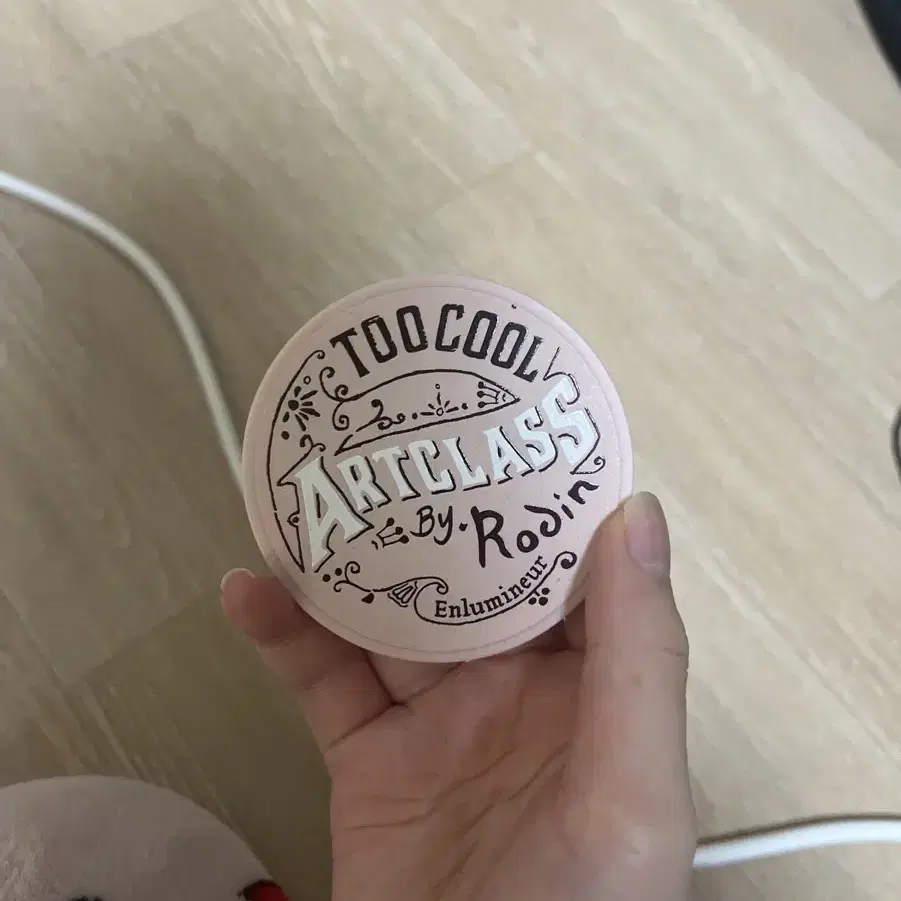 TOO COOL
ARTCLASS
By. Rodin
Enlumineur